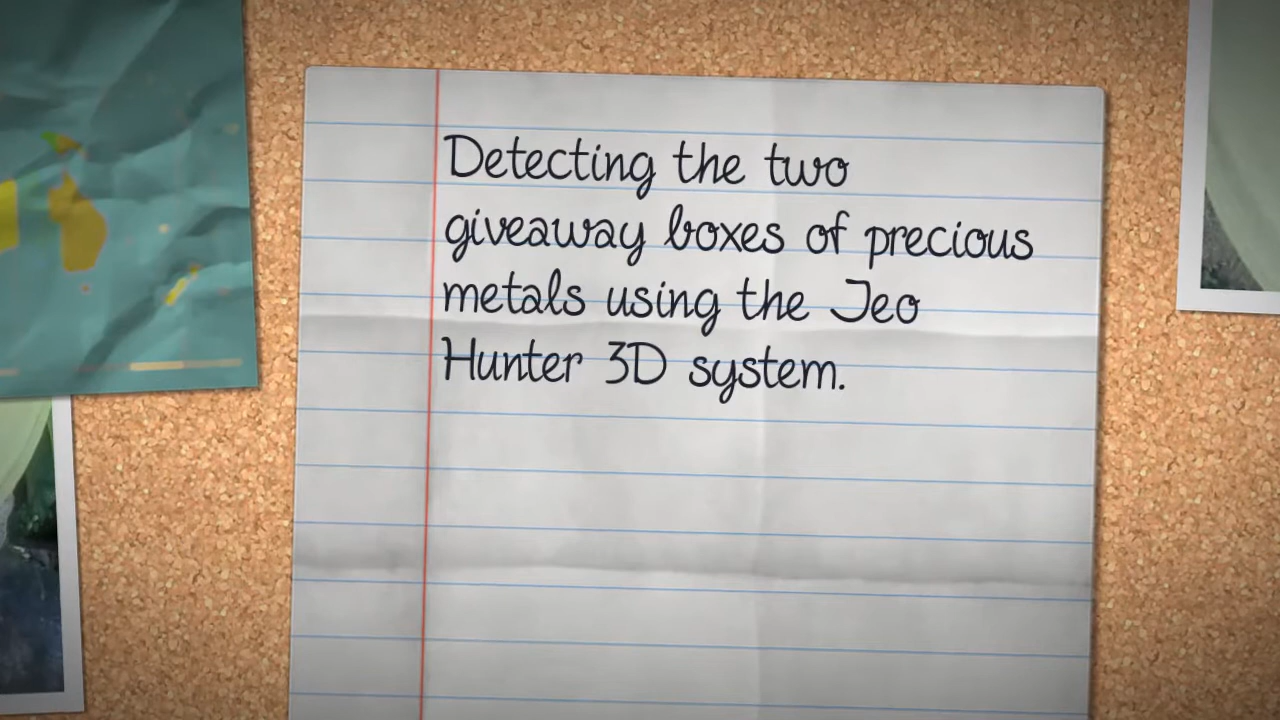 Detecting the two
giveaway boxes of precious
metals using the Jeo
Hunter 3D system.